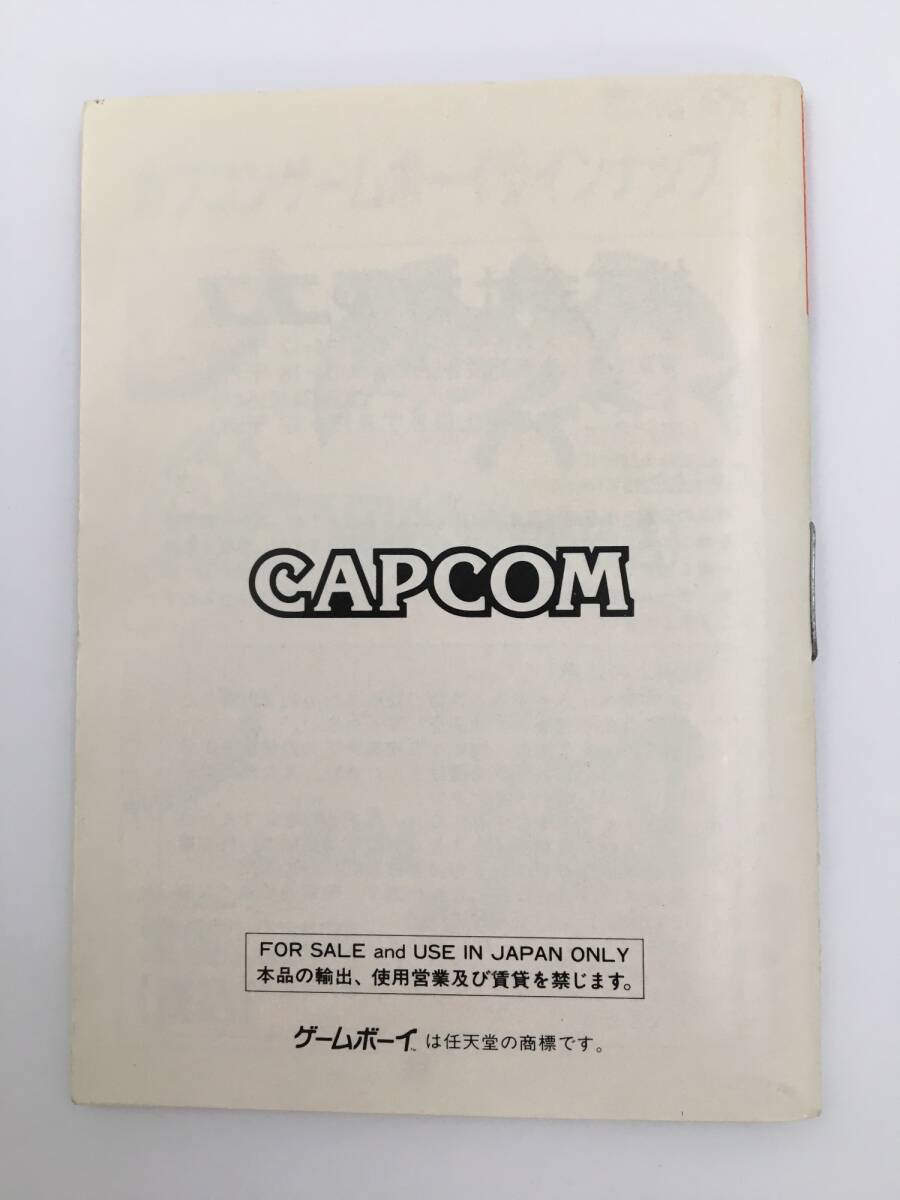 CAPCOM
FOR SALE and USE IN JAPAN ONLY
本品の輸出、使用営業及び賃貸を禁じます。
ゲームボーイ™ は任天堂の商標です。